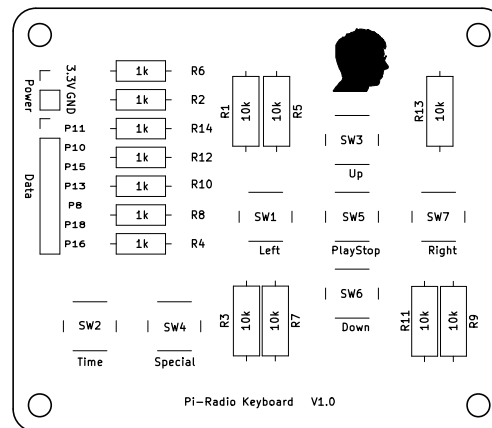 Power
3.3V
GND
1k R6
1k R2
P11 1k R14
P10
P15 1k R12
P13 1k R10
P8
P18 1k R8
P16 1k R4
Data
R1 10k 10k R5
R13 10k
SW3
Up
SW1
Left
SW5
PlayStop
SW7
Right
SW6
Down
SW2
Time
SW4
Special
R3 10k 10k R7
R11 10k 10k R9
Pi-Radio Keyboard V1.0